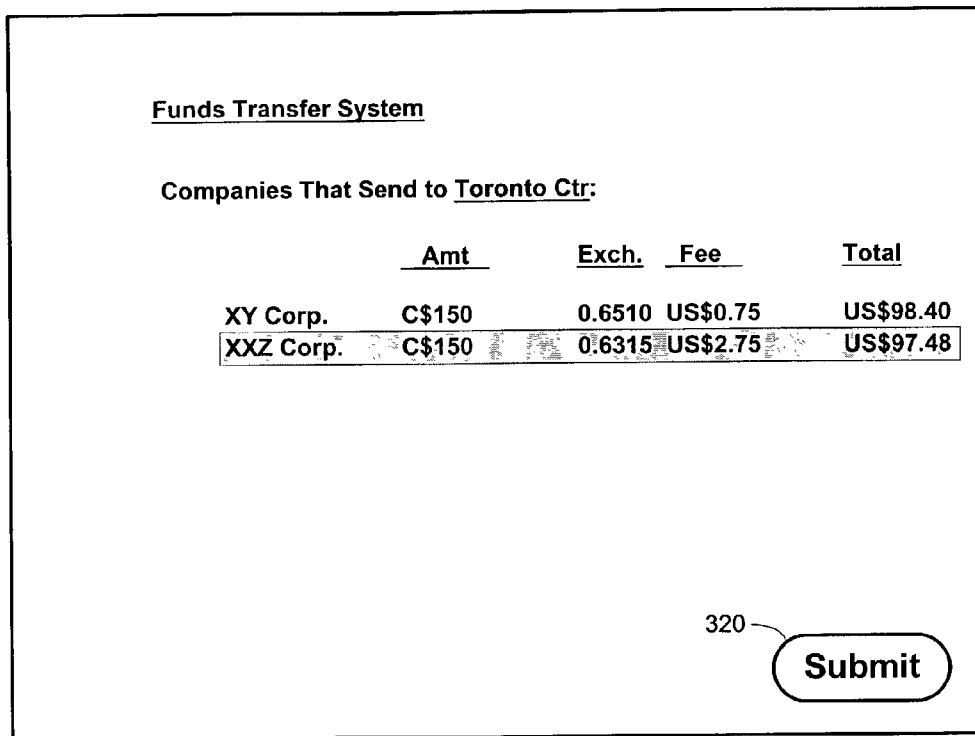 Funds Transfer System
Companies That Send to Toronto Ctr:
Amt Exch. Fee Total
XY Corp. C$150 0.6510 US$0.75 US$98.40
XXZ Corp. C$150 0.6315 US$2.75 US$97.48
320
Submit